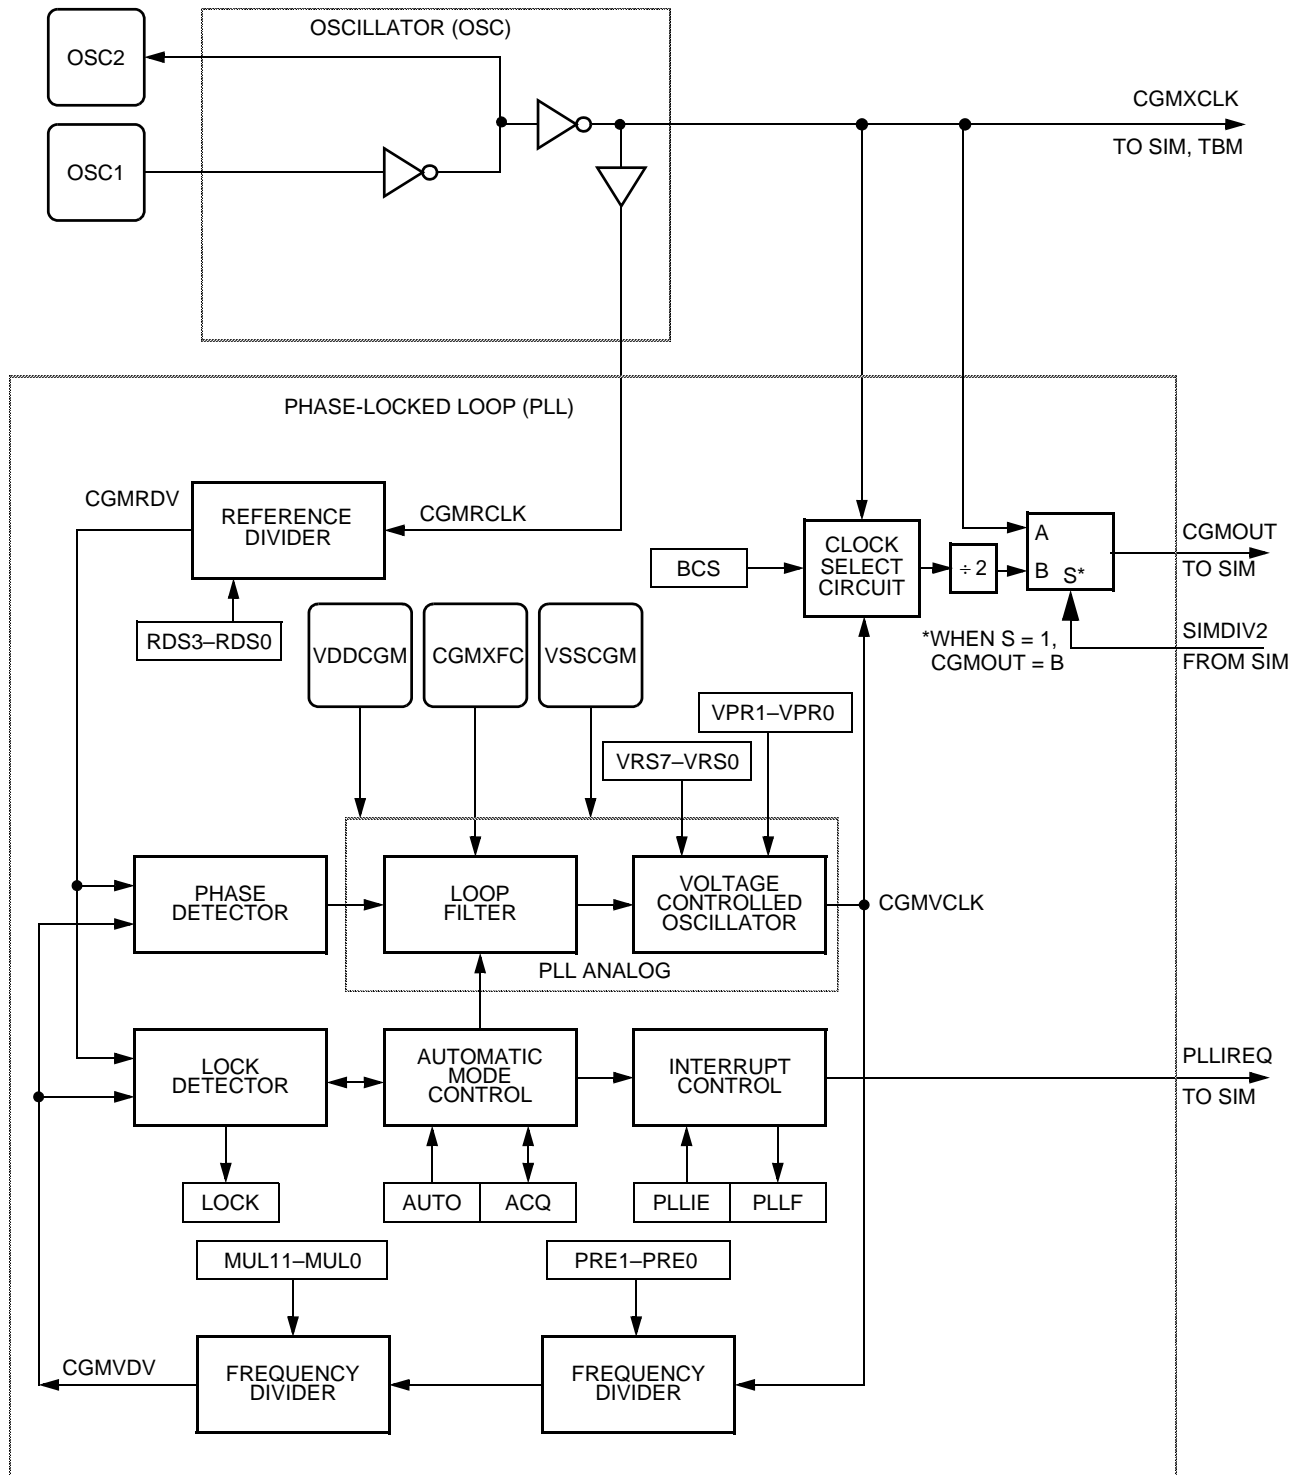 OSCILLATOR (OSC)
OSC2
CGMXCLK
TO SIM, TBM
OSC1
PHASE-LOCKED LOOP (PLL)
CGMRDV
REFERENCE
DIVIDER
CGMRCLK
RDS3–RDS0
BCS
CLOCK
SELECT
CIRCUIT
÷ 2
A
B
S*
CGMOUT
TO SIM
*WHEN S = 1,
CGMOUT = B
SIMDIV2
FROM SIM
VDDCGM
CGMXFC
VSSCGM
VPR1–VPR0
VRS7–VRS0
PHASE
DETECTOR
LOOP
FILTER
VOLTAGE
CONTROLLED
OSCILLATOR
CGMVCLK
PLL ANALOG
LOCK
DETECTOR
AUTOMATIC
MODE
CONTROL
INTERRUPT
CONTROL
PLLIREQ
TO SIM
LOCK
AUTO
ACQ
PLLIE
PLLF
MUL11–MUL0
PRE1–PRE0
CGMVDV
FREQUENCY
DIVIDER
FREQUENCY
DIVIDER